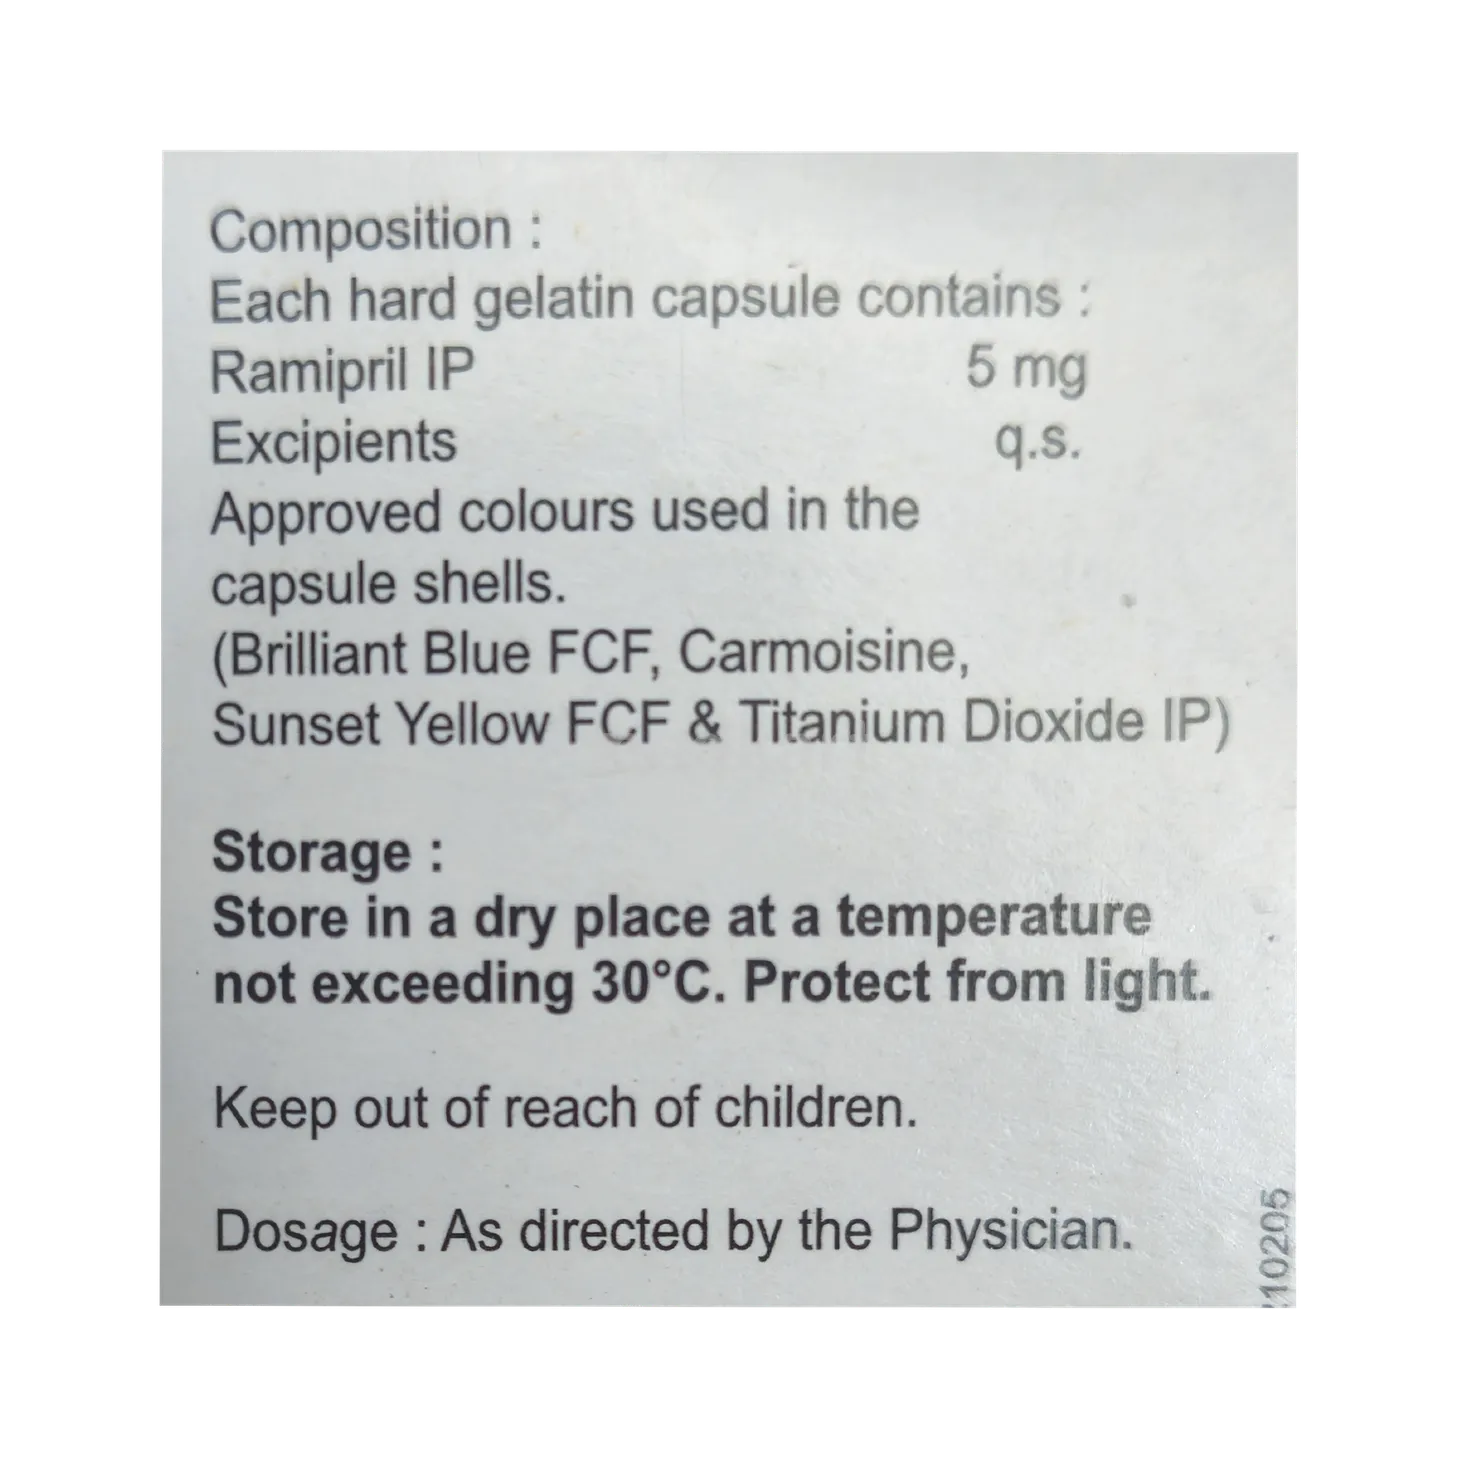 Composition :
Each hard gelatin capsule contains :
Ramipril IP 5 mg
Excipients q.s.
Approved colours used in the
capsule shells.
(Brilliant Blue FCF, Carmoisine,
Sunset Yellow FCF & Titanium Dioxide IP)
Storage :
Store in a dry place at a temperature
not exceeding 30°C. Protect from light.
Keep out of reach of children.
Dosage : As directed by the Physician.